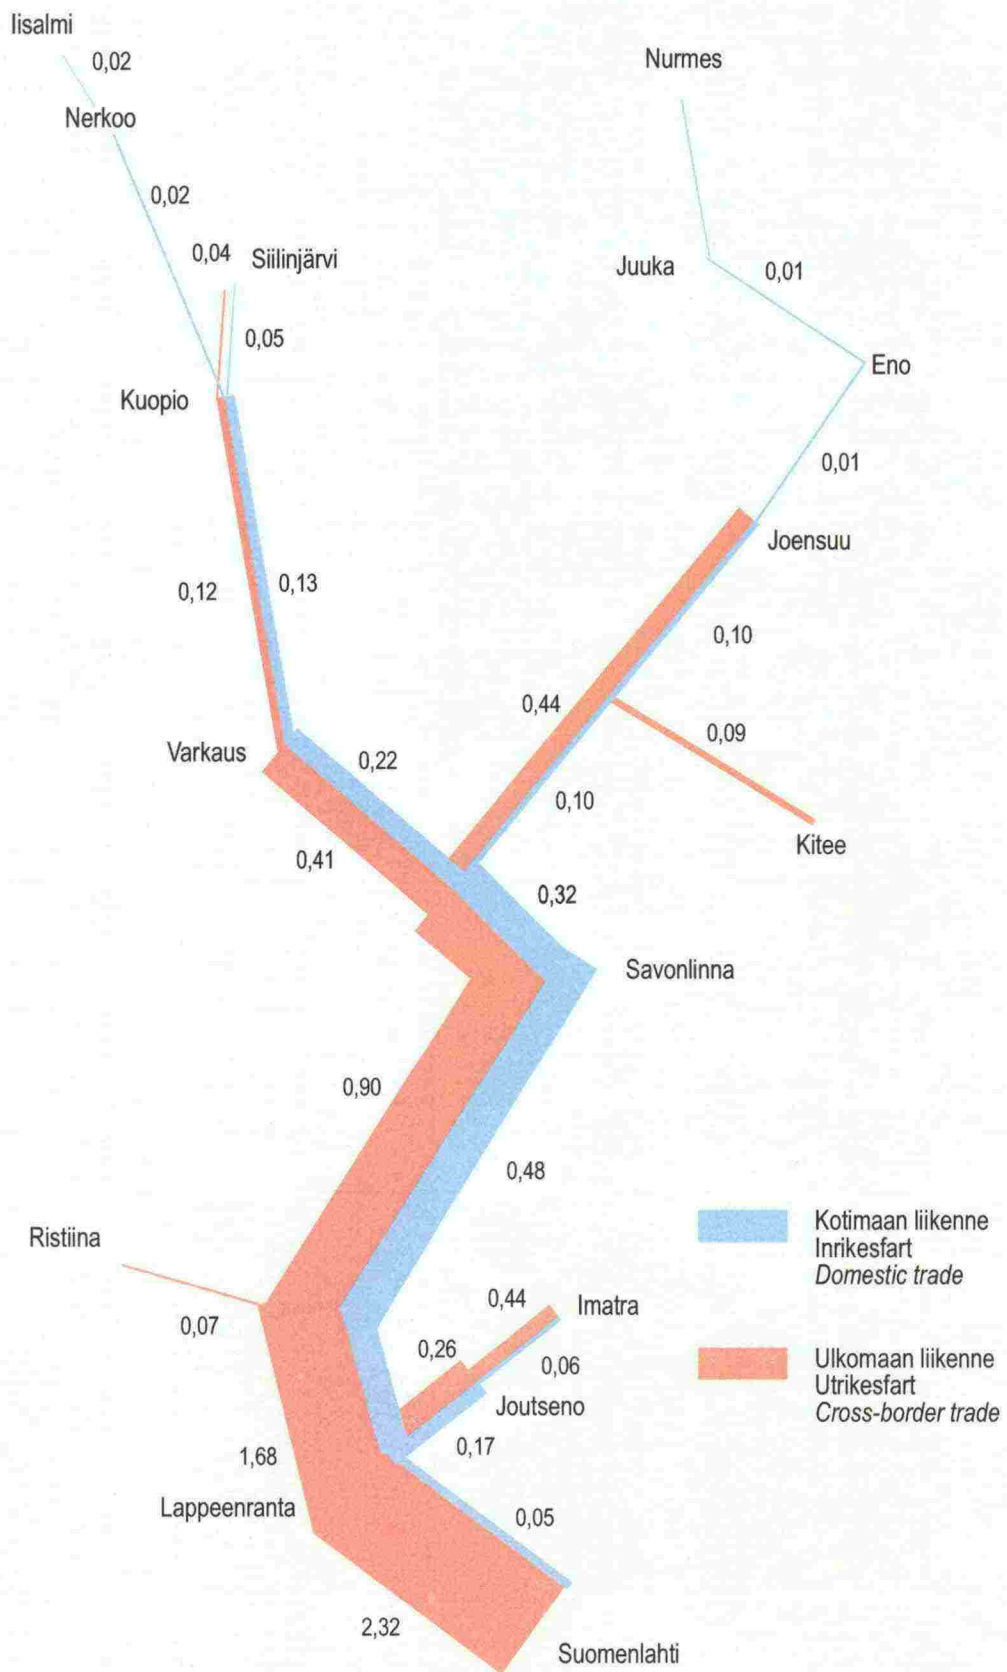 Iisalmi
0,02
Nurmes
Nerkoo
0,02
0,04
Siilinjärvi
Juuka
0,01
0,05
Eno
Kuopio
0,01
Joensuu
0,12
0,13
0,10
0,44
0,09
Varkaus
0,22
0,10
Kitee
0,41
0,32
Savonlinna
0,90
0,48
Ristiina
Kotimaan liikenne
Inrikesfart
Domestic trade
0,44
Imatra
0,07
0,26
0,06
Ulkomaan liikenne
Utrikesfart
Cross-border trade
Joutseno
0,17
1,68
Lappeenranta
0,05
2,32
Suomenlahti